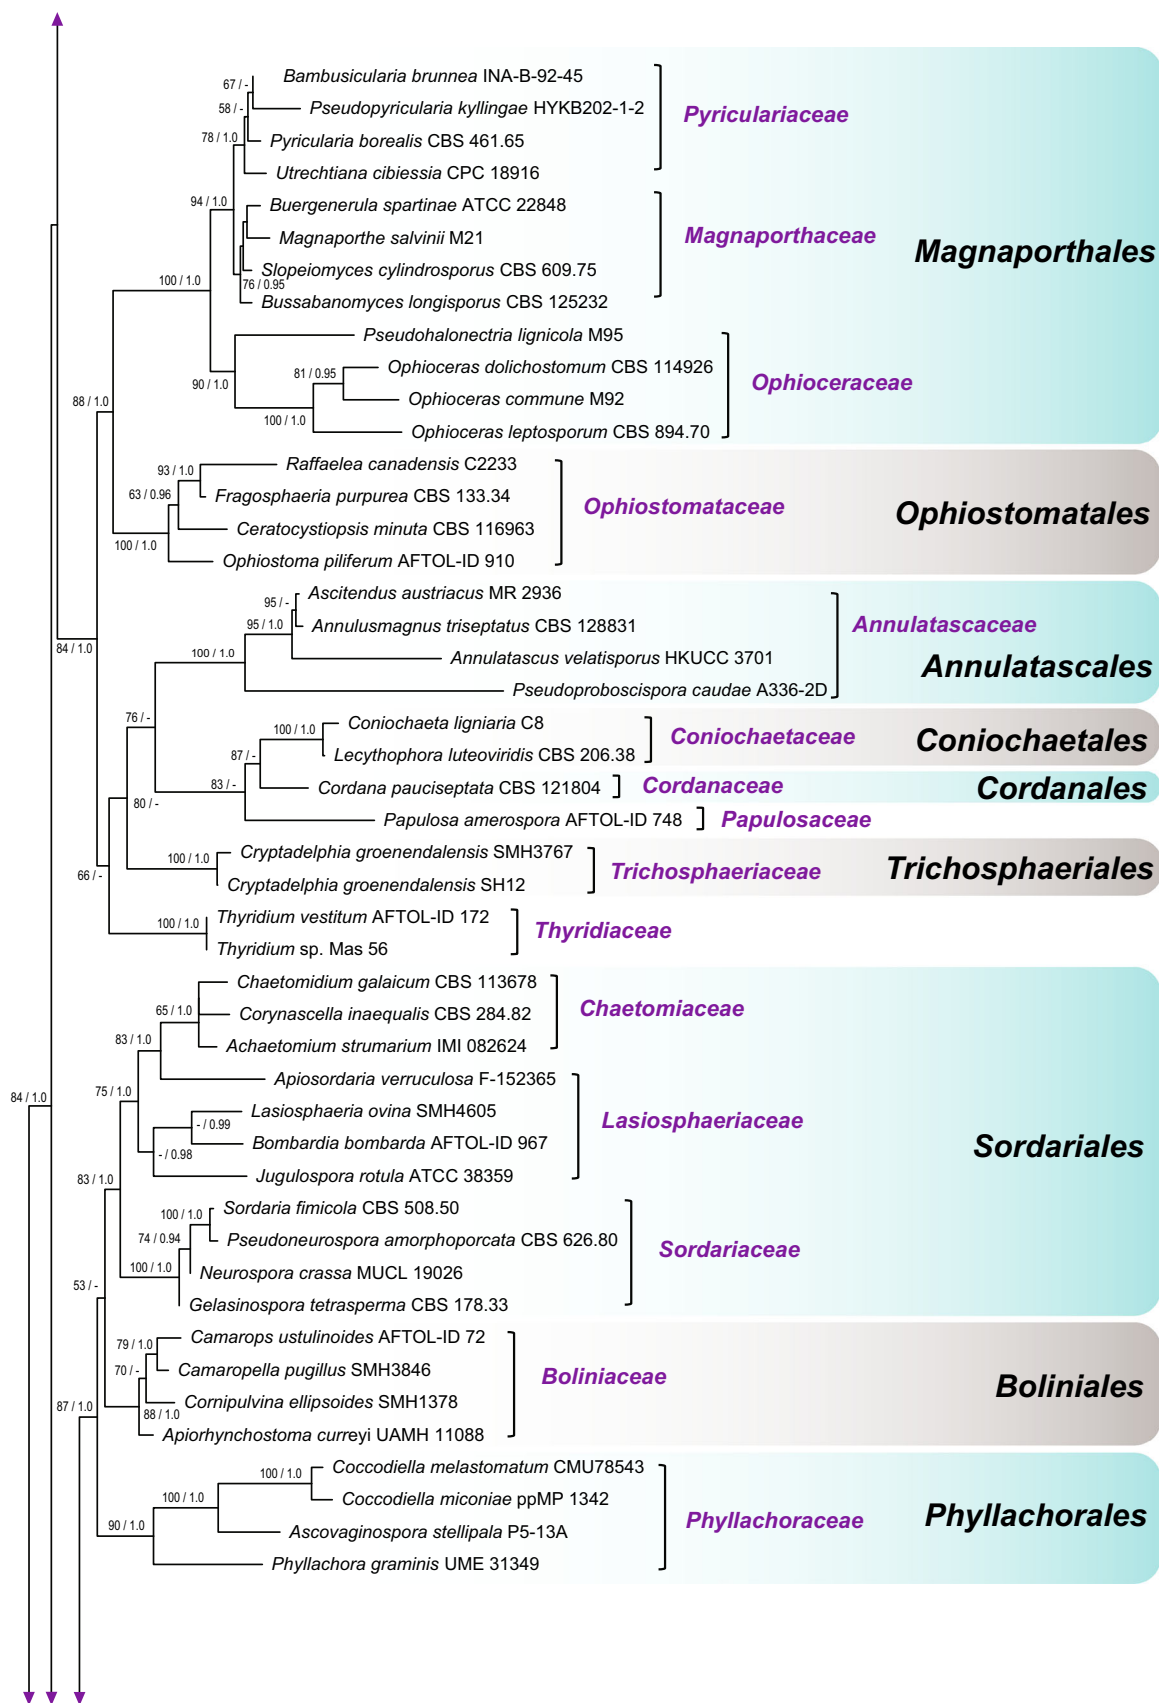 Bambusicularia brunnea INA-B-92-45
67 / -
Pseudopyricularia kyllingae HYKB202-1-2
58 / -
Pyriculariaceae
78 / 1.0
Pyricularia borealis CBS 461.65
Utrechtiana cibiessia CPC 18916
94 / 1.0
Buergenerula spartinae ATCC 22848
Magnaporthe salvinii M21
Magnaporthaceae
Magnaporthales
Slopeiomyces cylindrosporus CBS 609.75
100 / 1.0
76 / 0.95
Bussabanomyces longisporus CBS 125232
Pseudohalonectria lignicola M95
Ophioceras dolichostomum CBS 114926
81 / 0.95
90 / 1.0
Ophioceraceae
88 / 1.0
Ophioceras commune M92
100 / 1.0
Ophioceras leptosporum CBS 894.70
Raffaelea canadensis C2233
93 / 1.0
63 / 0.96
Fragosphaeria purpurea CBS 133.34
Ophiostomataceae
Ophiostomatales
Ceratocystiopsis minuta CBS 116963
100 / 1.0
Ophiostoma piliferum AFTOL-ID 910
Ascitendus austriacus MR 2936
95 / -
95 / 1.0
Annulusmagnus triseptatus CBS 128831
Annulatascaceae
84 / 1.0
100 / 1.0
Annulatascus velatisporus HKUCC 3701
Annulatascales
Pseudoproboscispora caudae A336-2D
76 / -
Coniochaeta ligniaria C8
100 / 1.0
Coniochaetaceae
Coniochaetales
87 / -
Lecythophora luteoviridis CBS 206.38
83 / -
Cordana pauciseptata CBS 121804
Cordanaceae
Cordanales
80 / -
Papulosa amerospora AFTOL-ID 748
Papulosaceae
Cryptadelphia groenendalensis SMH3767
100 / 1.0
Trichosphaeriaceae
Trichosphaeriales
66 / -
Cryptadelphia groenendalensis SH12
Thyridium vestitum AFTOL-ID 172
100 / 1.0
Thyridiaceae
Thyridium sp. Mas 56
Chaetomidium galaicum CBS 113678
65 / 1.0
Chaetomiaceae
Corynascella inaequalis CBS 284.82
83 / 1.0
Achaetomium strumarium IMI 082624
Apiosordaria verruculosa F-152365
84 / 1.0
75 / 1.0
Lasiosphaeria ovina SMH4605
- / 0.99
Lasiosphaeriaceae
Bombardia bombarda AFTOL-ID 967
Sordariales
- / 0.98
Jugulospora rotula ATCC 38359
83 / 1.0
Sordaria fimicola CBS 508.50
100 / 1.0
74 / 0.94
Pseudoneurospora amorphoporcata CBS 626.80
Sordariaceae
100 / 1.0
Neurospora crassa MUCL 19026
53 / -
Gelasinospora tetrasperma CBS 178.33
Camarops ustulinoides AFTOL-ID 72
79 / 1.0
70 / -
Camaropella pugillus SMH3846
Boliniaceae
Boliniales
Cornipulvina ellipsoides SMH1378
87 / 1.0
88 / 1.0
Apiorhynchostoma curreyi UAMH 11088
Coccodiella melastomatum CMU78543
100 / 1.0
Coccodiella miconiae ppMP 1342
100 / 1.0
Phyllachoraceae
Phyllachorales
90 / 1.0
Ascovaginospora stellipala P5-13A
Phyllachora graminis UME 31349